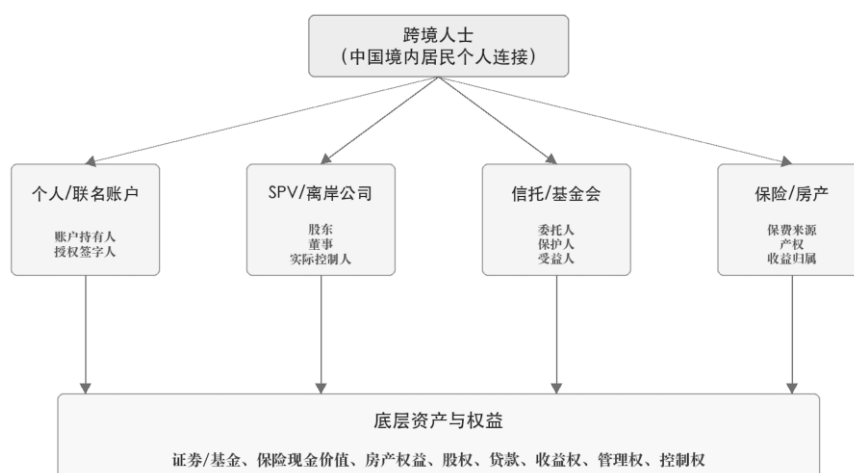 跨境人士
（中国境内居民个人连接）
个人/联名账户
账户持有人
授权签字人
SPV/离岸公司
股东
董事
实际控制人
信托/基金会
委托人
保护人
受益人
保险/房产
保费来源
产权
收益归属
底层资产与权益
证券/基金、保险现金价值、房产权益、股权、贷款、收益权、管理权、控制权